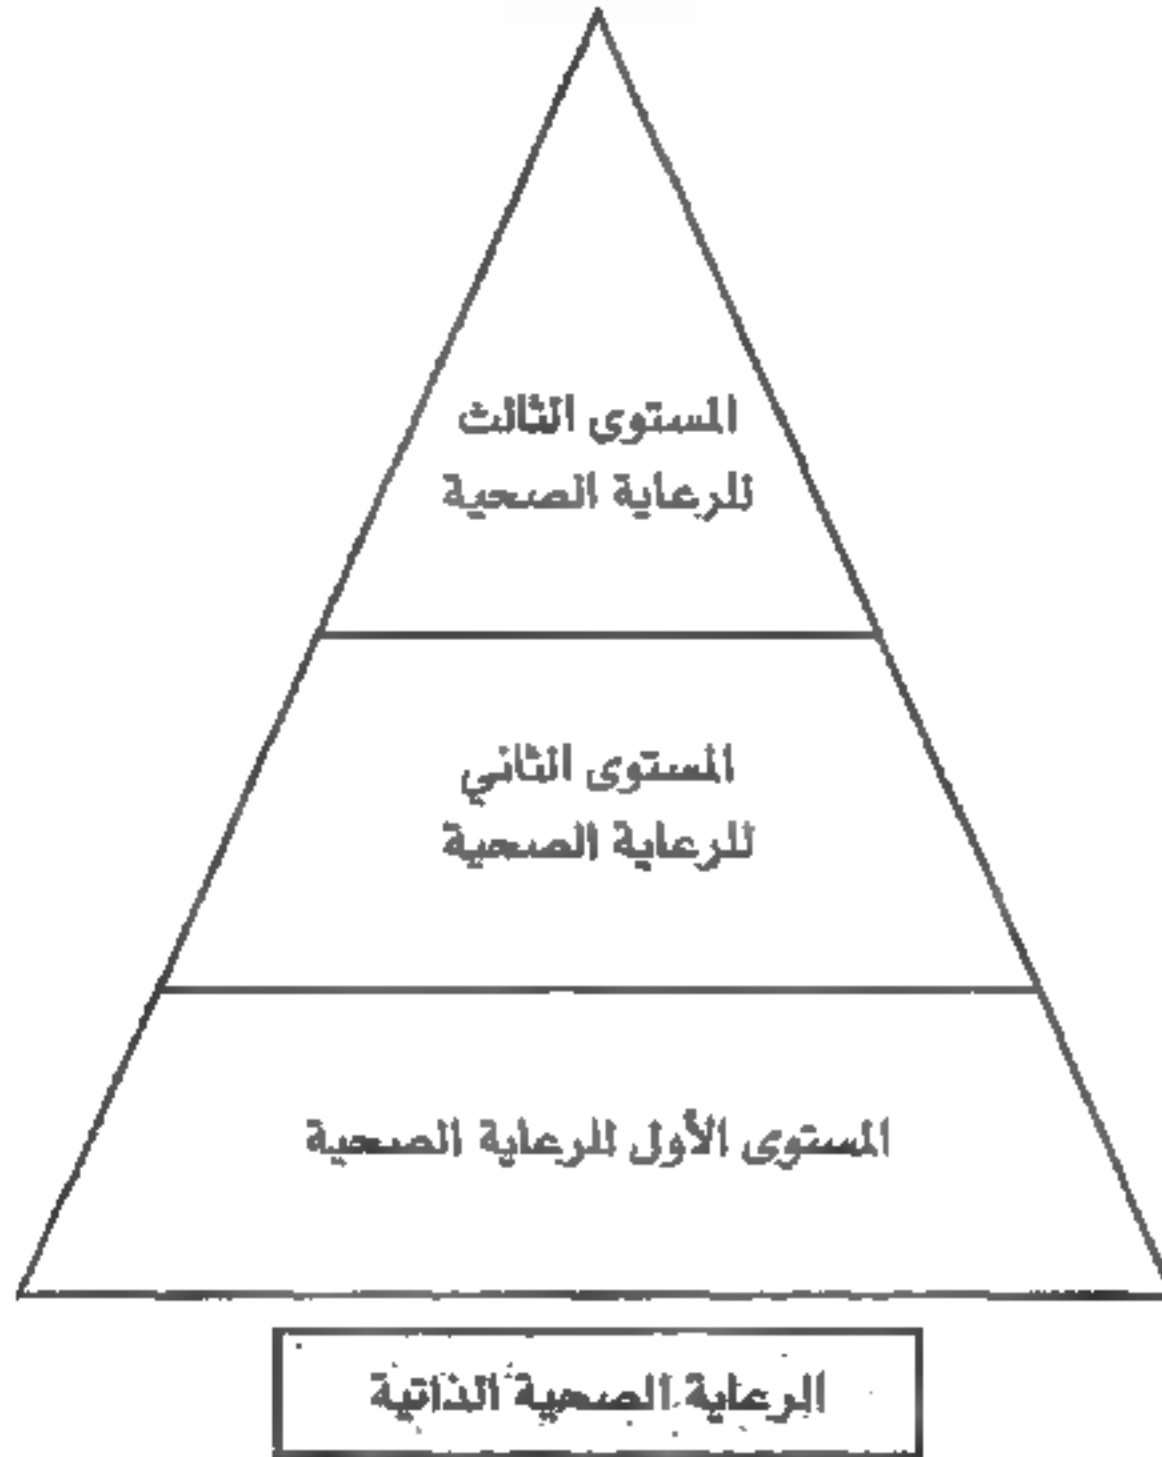 المستوى الثالث
للرعاية الصحية
المستوى الثاني
للرعاية الصحية
المستوى الأول للرعاية الصحية
الرعاية الصحية الذاتية